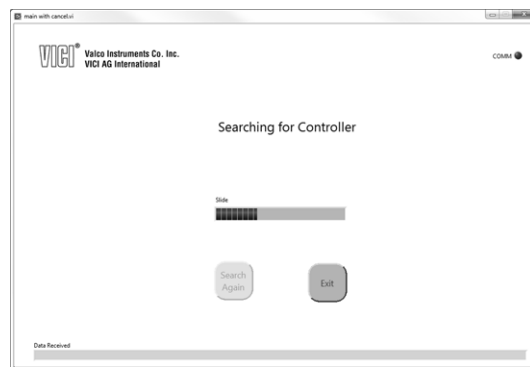 main with cancel.vi
VICI® Valco Instruments Co. Inc.
VICI AG International
COMM
Searching for Controller
Slide
Search
Again
Exit
Data Received